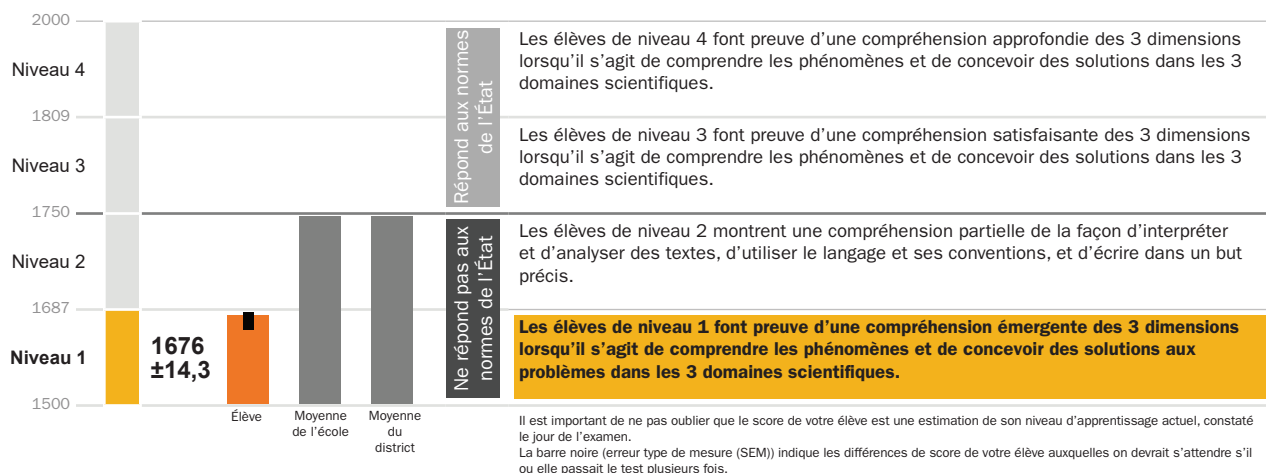 2000
Niveau 4
1809
Niveau 3
1750
Niveau 2
1687
Niveau 1
1500
1676
±14,3
Élève
Moyenne
de l'école
Moyenne
du
district
Répond aux normes
de l'État
Ne répond pas aux
normes de l'État
Les élèves de niveau 4 font preuve d'une compréhension approfondie des 3 dimensions
lorsqu'il s'agit de comprendre les phénomènes et de concevoir des solutions dans les 3
domaines scientifiques.
Les élèves de niveau 3 font preuve d'une compréhension satisfaisante des 3 dimensions
lorsqu'il s'agit de comprendre les phénomènes et de concevoir des solutions dans les 3
domaines scientifiques.
Les élèves de niveau 2 montrent une compréhension partielle de la façon d'interpréter
et d'analyser des textes, d'utiliser le langage et ses conventions, et d'écrire dans un but
précis.
Les élèves de niveau 1 font preuve d'une compréhension émergente des 3 dimensions
lorsqu'il s'agit de comprendre les phénomènes et de concevoir des solutions aux
problèmes dans les 3 domaines scientifiques.
Il est important de ne pas oublier que le score de votre élève est une estimation de son niveau d'apprentissage actuel, constaté
le jour de l'examen.
La barre noire (erreur type de mesure (SEM)) indique les différences de score de votre élève auxquelles on devrait s'attendre s'il
ou elle passait le test plusieurs fois.